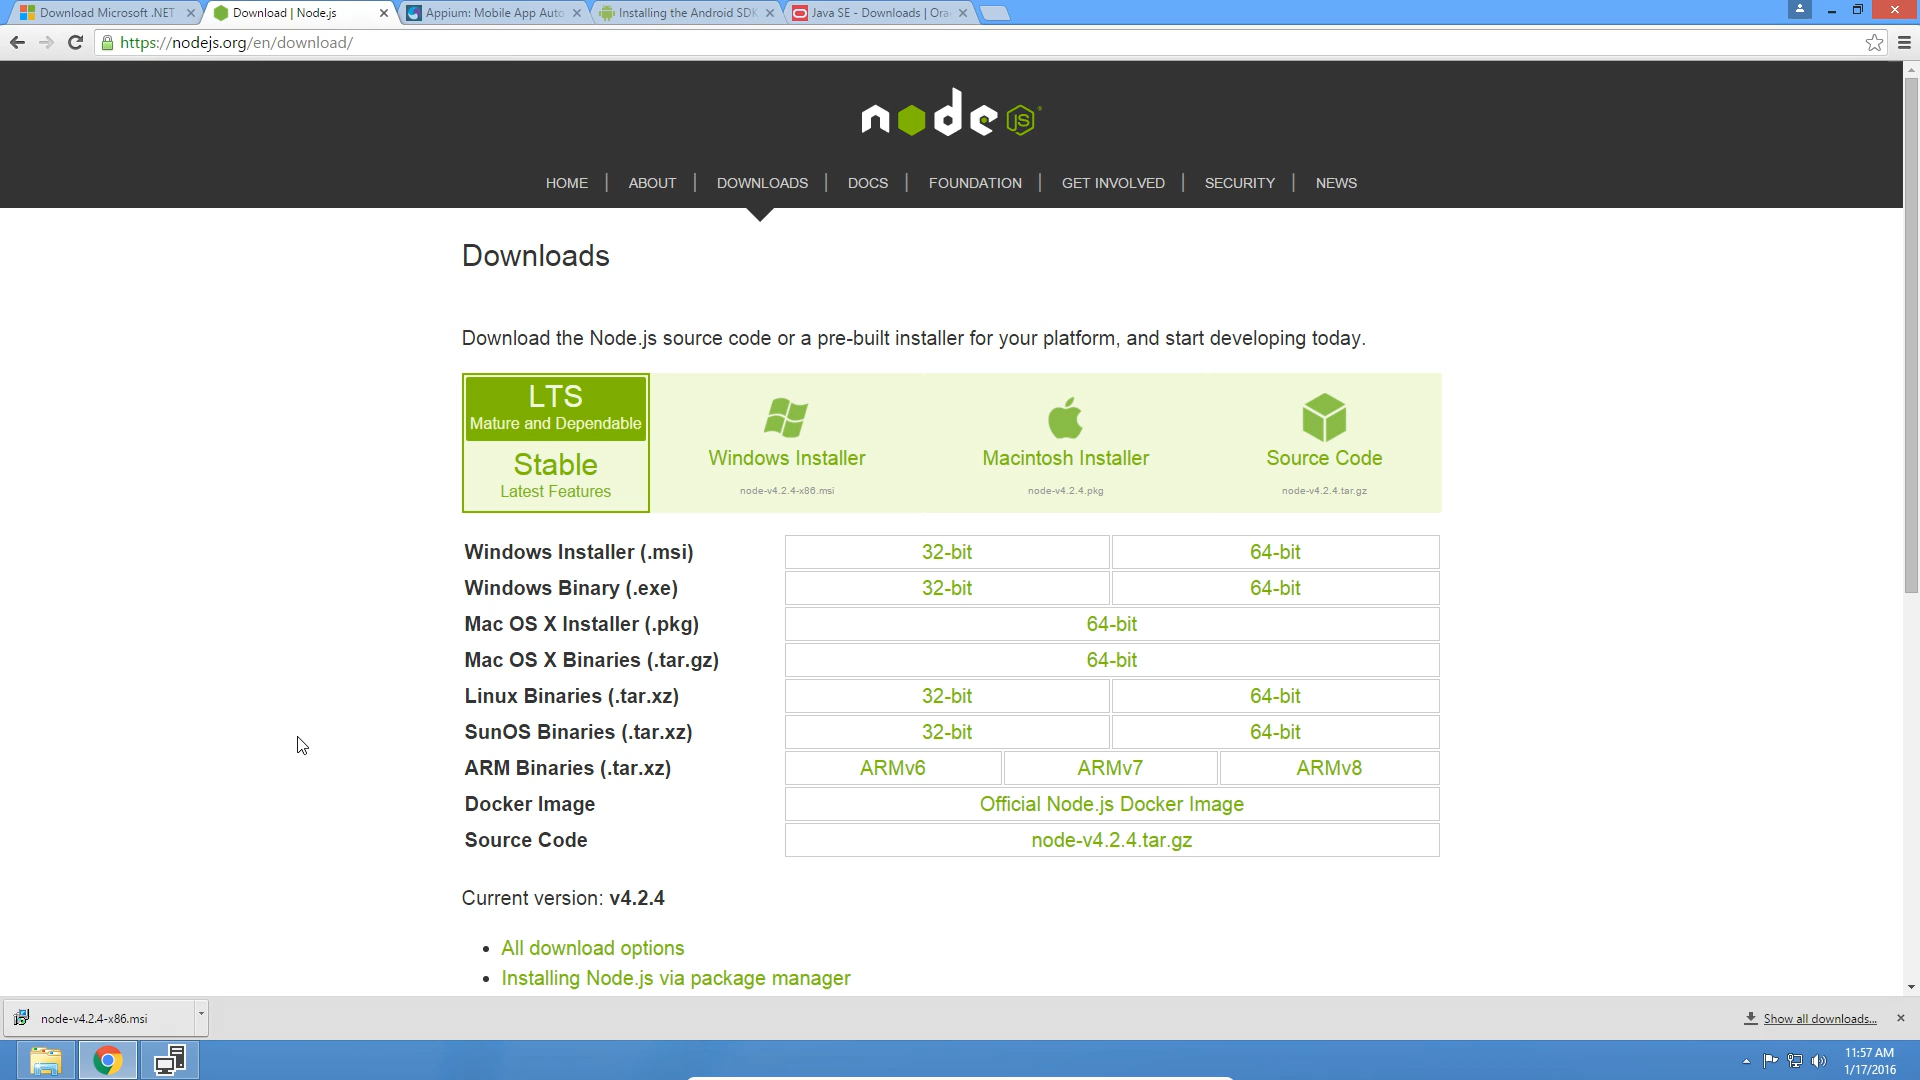 Download Microsoft .NET
Download | Node.js
Appium: Mobile App Auto
Installing the Android SDK
Java SE - Downloads | Ora
https://nodejs.org/en/download/
node JS
HOME | ABOUT | DOWNLOADS | DOCS | FOUNDATION | GET INVOLVED | SECURITY | NEWS
Downloads
Download the Node.js source code or a pre-built installer for your platform, and start developing today.
LTS
Mature and Dependable
Stable
Latest Features
Windows Installer
node-v4.2.4-x86.msi
Macintosh Installer
node-v4.2.4.pkg
Source Code
node-v4.2.4.tar.gz
Windows Installer (.msi) 32-bit 64-bit
Windows Binary (.exe) 32-bit 64-bit
Mac OS X Installer (.pkg) 64-bit
Mac OS X Binaries (.tar.gz) 64-bit
Linux Binaries (.tar.xz) 32-bit 64-bit
SunOS Binaries (.tar.xz) 32-bit 64-bit
ARM Binaries (.tar.xz) ARMv6 ARMv7 ARMv8
Docker Image Official Node.js Docker Image
Source Code node-v4.2.4.tar.gz
Current version: v4.2.4
• All download options
• Installing Node.js via package manager
node-v4.2.4-x86.msi
Show all downloads...
11:57 AM
1/17/2016